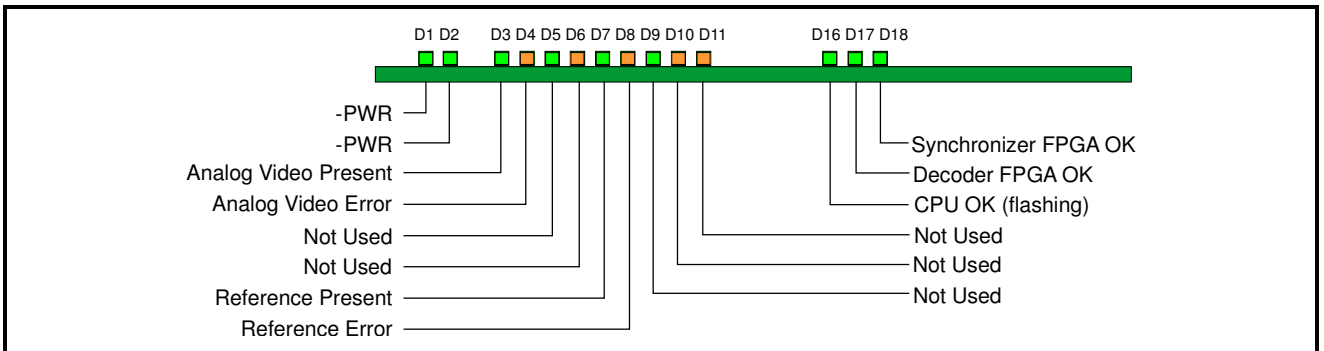 D1 D2 D3 D4 D5 D6 D7 D8 D9 D10 D11 D16 D17 D18
-PWR
-PWR
Analog Video Present
Analog Video Error
Not Used
Not Used
Reference Present
Reference Error
Synchronizer FPGA OK
Decoder FPGA OK
CPU OK (flashing)
Not Used
Not Used
Not Used